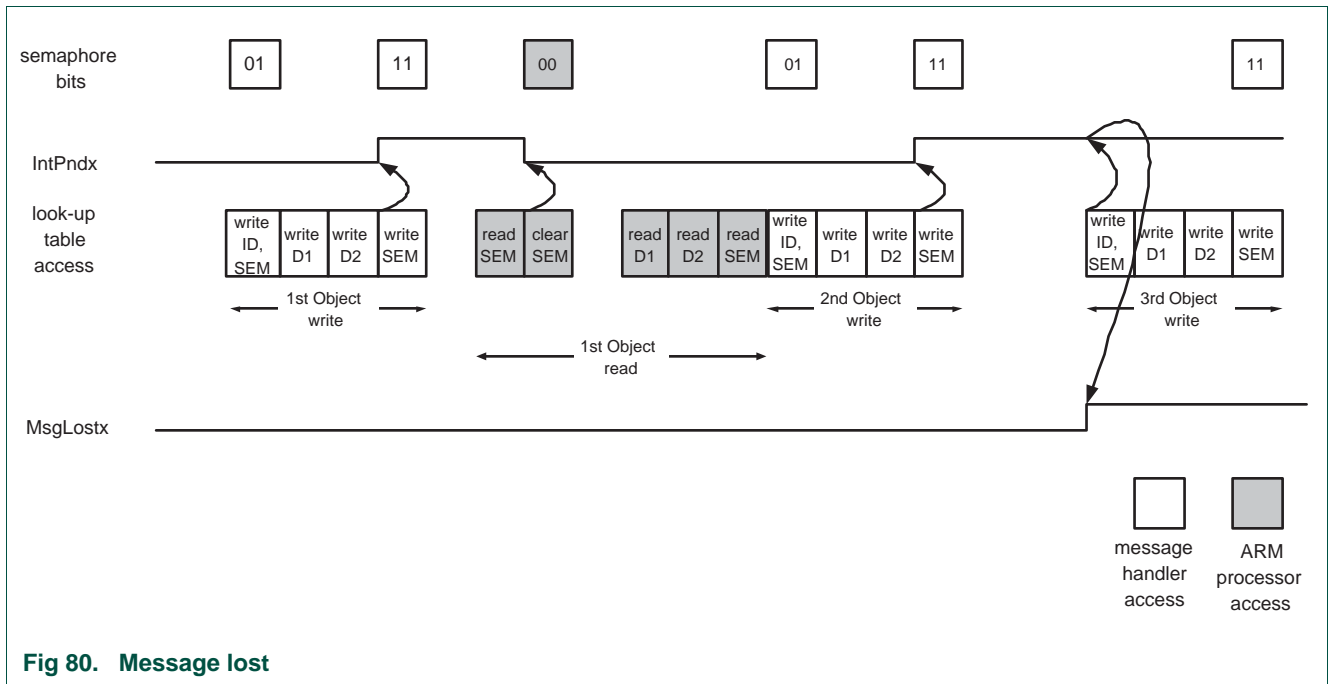 semaphore
bits
01
11
00
01
11
11
IntPndx
look-up
table
access
write
ID,
SEM
write
D1
write
D2
write
SEM
read
SEM
clear
SEM
read
D1
read
D2
read
SEM
write
ID,
SEM
write
D1
write
D2
write
SEM
write
ID,
SEM
write
D1
write
D2
write
SEM
1st Object
write
2nd Object
write
3rd Object
write
1st Object
read
MsgLostx
message
handler
access
ARM
processor
access
Fig 80. Message lost